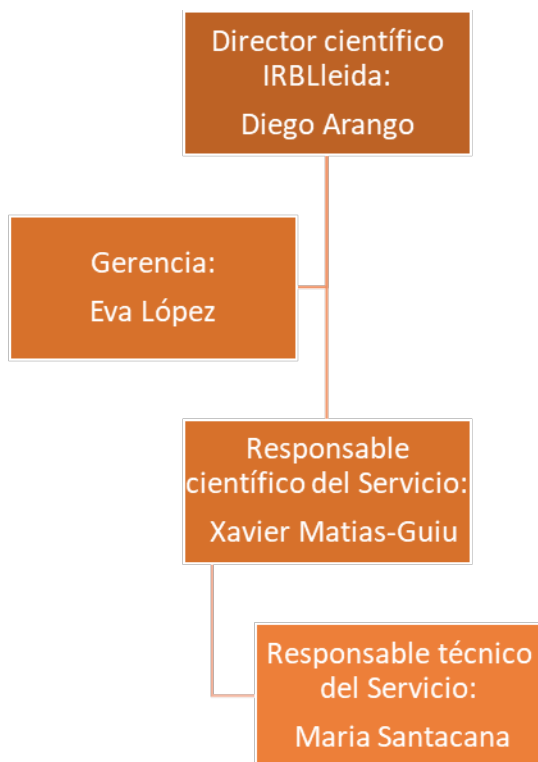 Director científico
IRBLleida:
Diego Arango
Gerencia:
Eva López
Responsable
científico del Servicio:
Xavier Matias-Guiu
Responsable técnico
del Servicio:
Maria Santacana